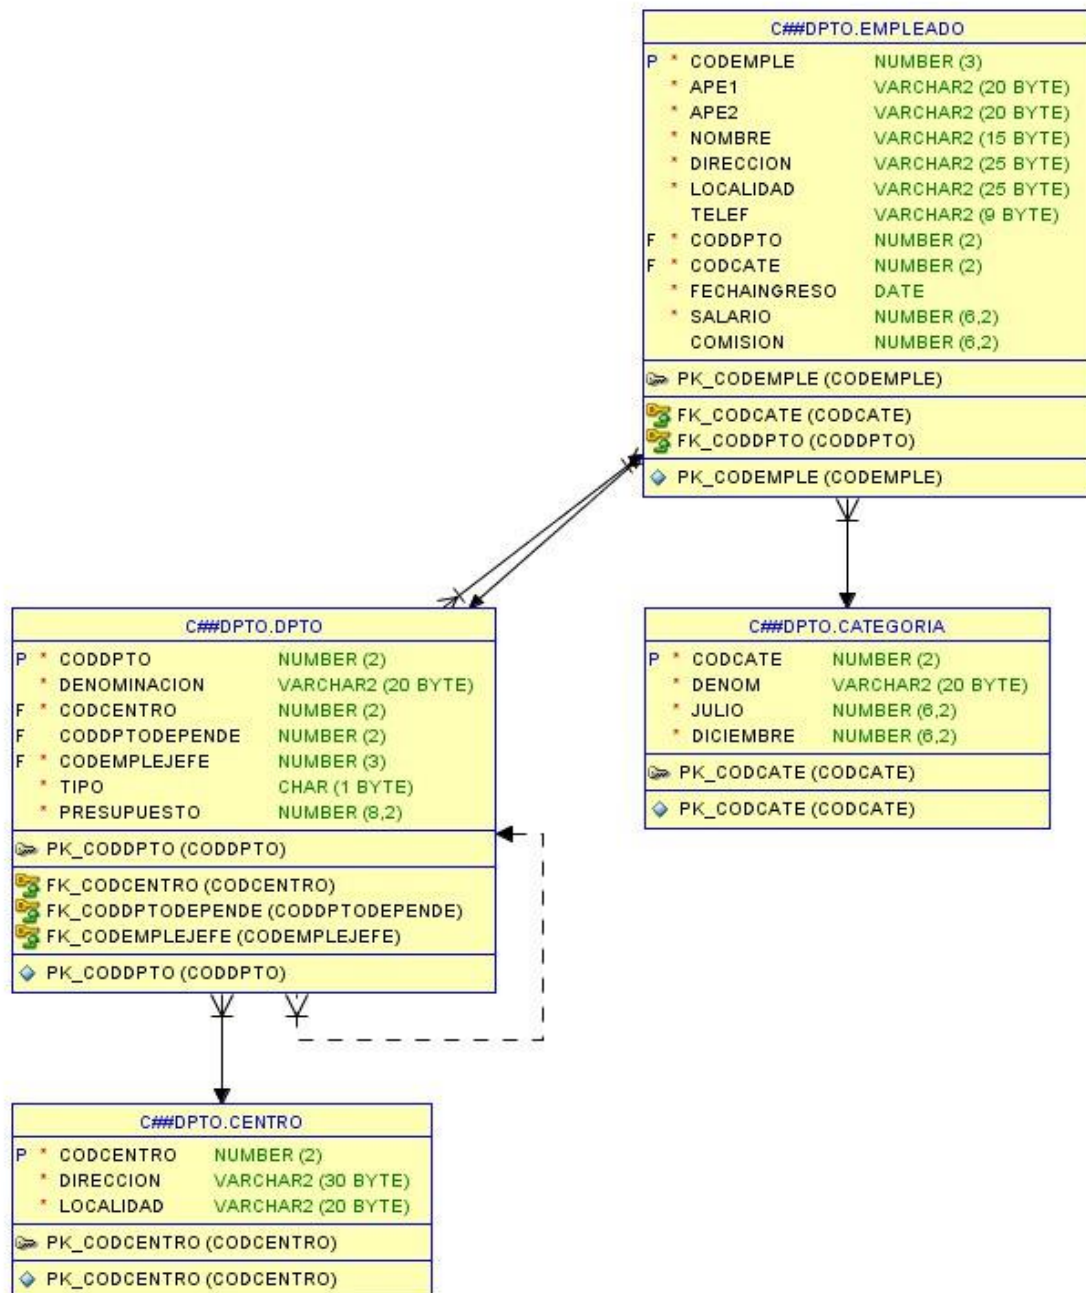 C##DPTO.EMPLEADO
P * CODEMPLE NUMBER (3)
* APE1 VARCHAR2 (20 BYTE)
* APE2 VARCHAR2 (20 BYTE)
* NOMBRE VARCHAR2 (15 BYTE)
* DIRECCION VARCHAR2 (25 BYTE)
* LOCALIDAD VARCHAR2 (25 BYTE)
TELEF VARCHAR2 (9 BYTE)
F * CODDPTO NUMBER (2)
F * CODCATE NUMBER (2)
* FECHAINGRESO DATE
* SALARIO NUMBER (6,2)
COMISION NUMBER (6,2)
PK_CODEMPLE (CODEMPLE)
FK_CODCATE (CODCATE)
FK_CODDPTO (CODDPTO)
PK_CODEMPLE (CODEMPLE)
C##DPTO.DPTO
P * CODDPTO NUMBER (2)
* DENOMINACION VARCHAR2 (20 BYTE)
F * CODCENTRO NUMBER (2)
F CODDPTODEPENDE NUMBER (2)
F * CODEMPLEJEFE NUMBER (3)
* TIPO CHAR (1 BYTE)
* PRESUPUESTO NUMBER (8,2)
PK_CODDPTO (CODDPTO)
FK_CODCENTRO (CODCENTRO)
FK_CODDPTODEPENDE (CODDPTODEPENDE)
FK_CODEMPLEJEFE (CODEMPLEJEFE)
PK_CODDPTO (CODDPTO)
C##DPTO.CATEGORIA
P * CODCATE NUMBER (2)
* DENOM VARCHAR2 (20 BYTE)
* JULIO NUMBER (6,2)
* DICIEMBRE NUMBER (6,2)
PK_CODCATE (CODCATE)
PK_CODCATE (CODCATE)
C##DPTO.CENTRO
P * CODCENTRO NUMBER (2)
* DIRECCION VARCHAR2 (30 BYTE)
* LOCALIDAD VARCHAR2 (20 BYTE)
PK_CODCENTRO (CODCENTRO)
PK_CODCENTRO (CODCENTRO)